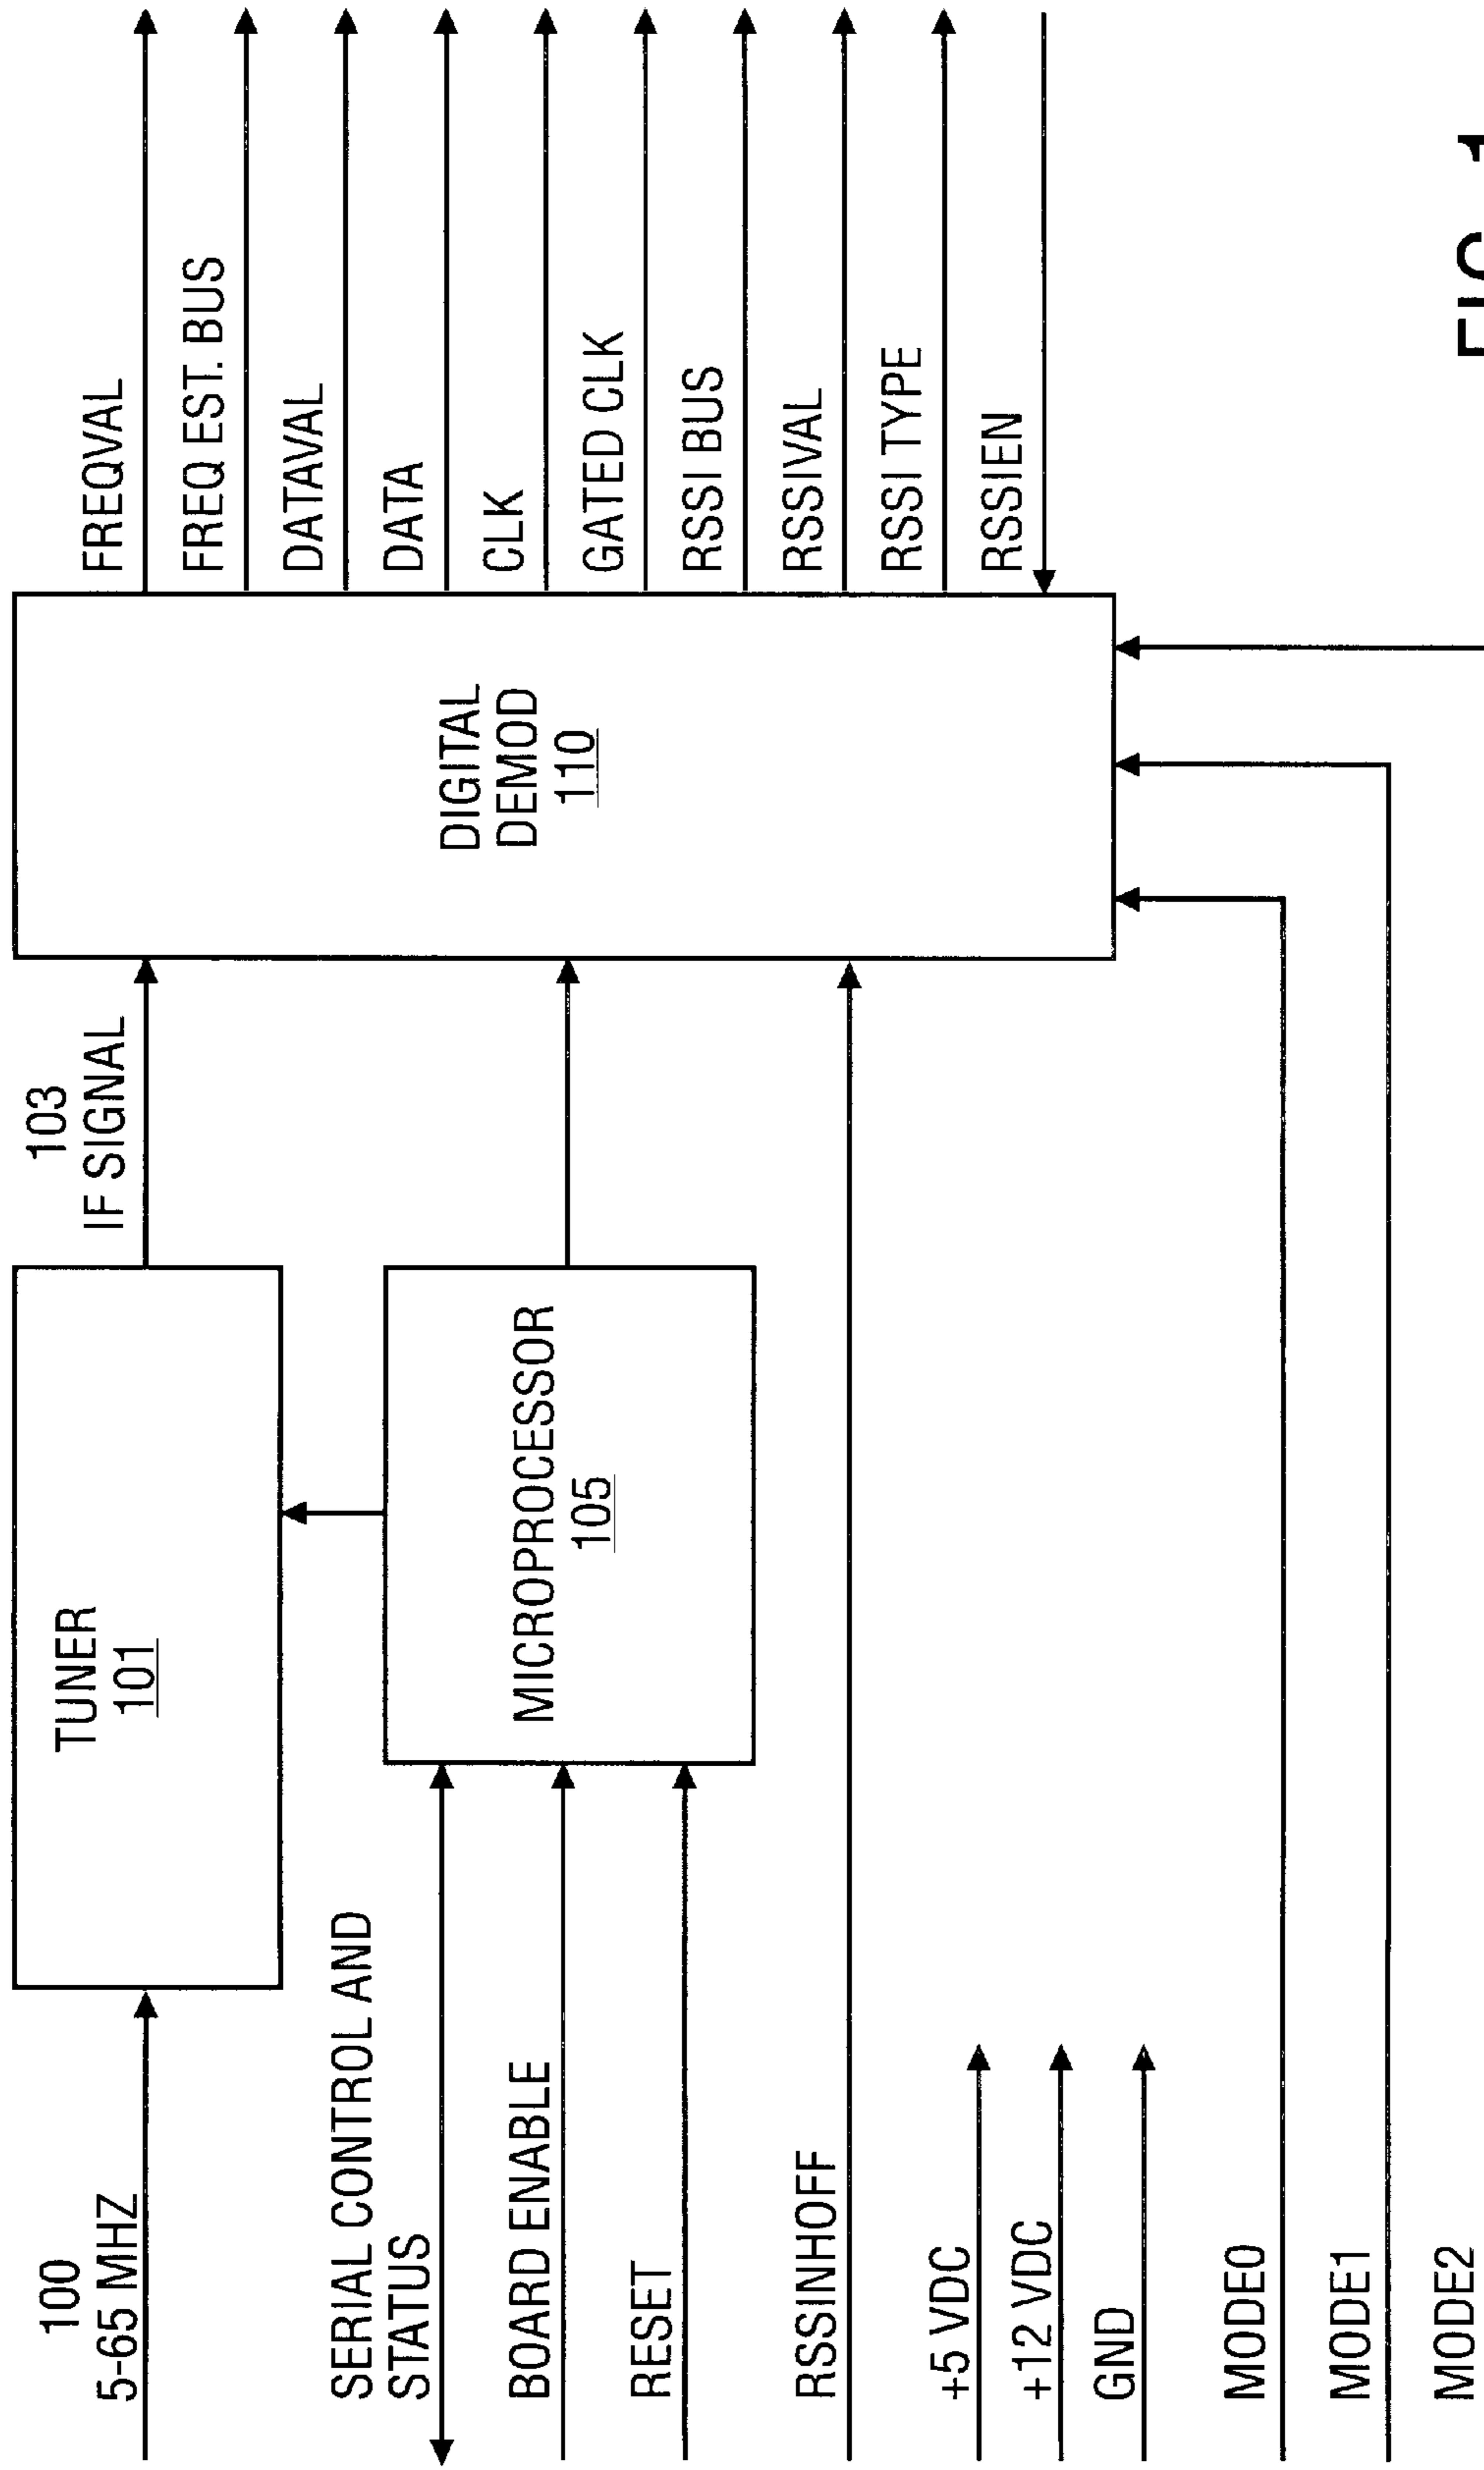 100
5-65 MHZ
TUNER
101
103
IF SIGNAL
SERIAL CONTROL AND
STATUS
BOARD ENABLE
RESET
MICROPROCESSOR
105
RSSINHOFF
+5 VDC
+12 VDC
GND
MODE0
MODE1
MODE2
DIGITAL
DEMOD
110
FREQVAL
FREQ EST. BUS
DATAVAL
DATA
CLK
GATED CLK
RSSI BUS
RSSIVAL
RSSI TYPE
RSSIEN